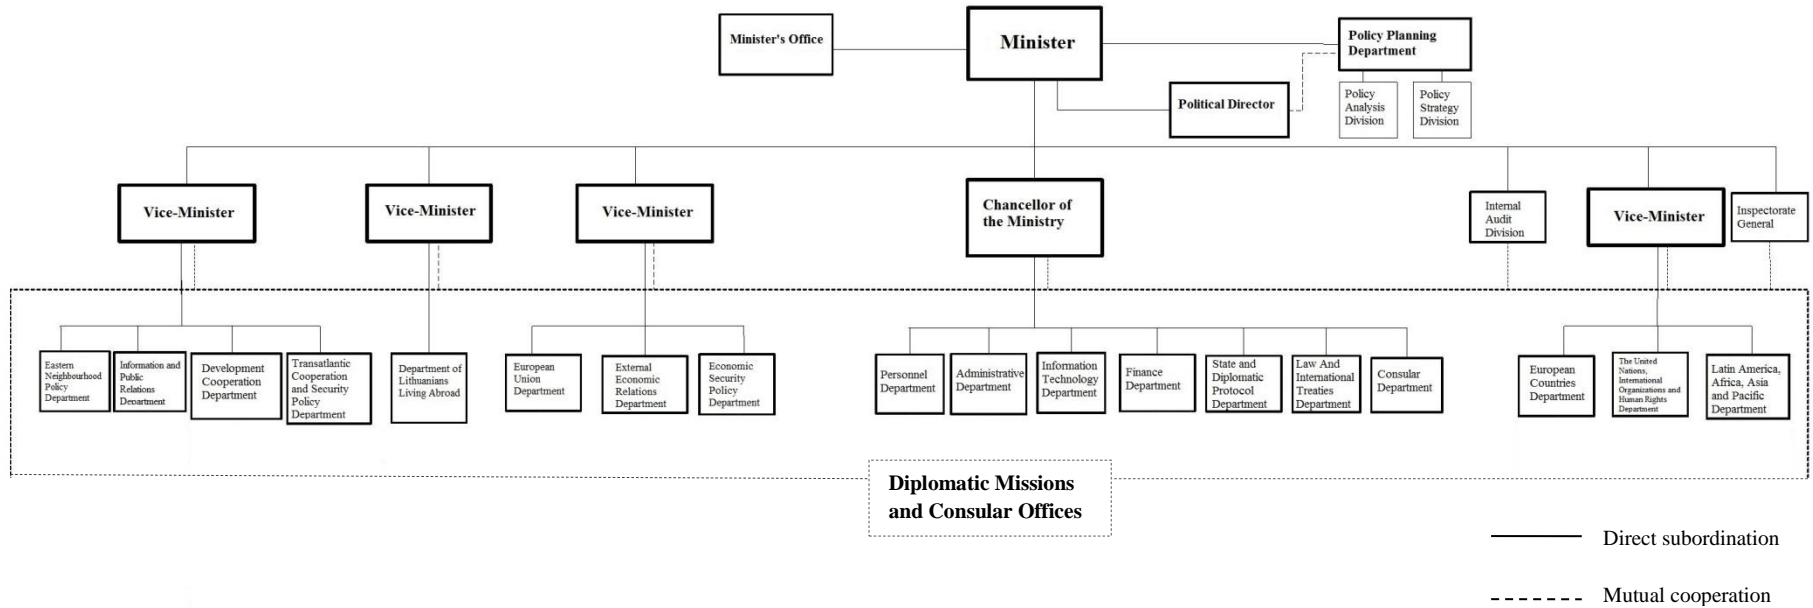 Minister's Office
Minister
Policy Planning
Department
Political Director
Policy
Analysis
Division
Policy
Strategy
Division
Vice-Minister
Vice-Minister
Vice-Minister
Chancellor of
the Ministry
Internal
Audit
Division
Vice-Minister
Inspectorate
General
Eastern
Neighbourhood
Policy
Department
Information and
Public
Relations
Department
Development
Cooperation
Department
Transatlantic
Cooperation
and Security
Policy
Department
Department of
Lithuanians
Living Abroad
European
Union
Department
External
Economic
Relations
Department
Economic
Security
Policy
Department
Personnel
Department
Administrative
Department
Information
Technology
Department
Finance
Department
State and
Diplomatic
Protocol
Department
Law And
International
Treaties
Department
Consular
Department
European
Countries
Department
The United
Nations,
International
Organizations and
Human Rights
Department
Latin America,
Africa, Asia
and Pacific
Department
Diplomatic Missions
and Consular Offices
Direct subordination
Mutual cooperation